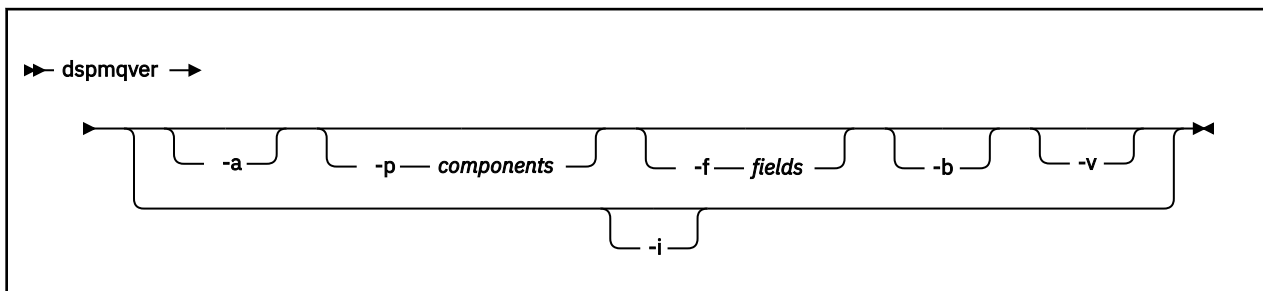 dspmqver
-a -p components -f fields -b -v
-i